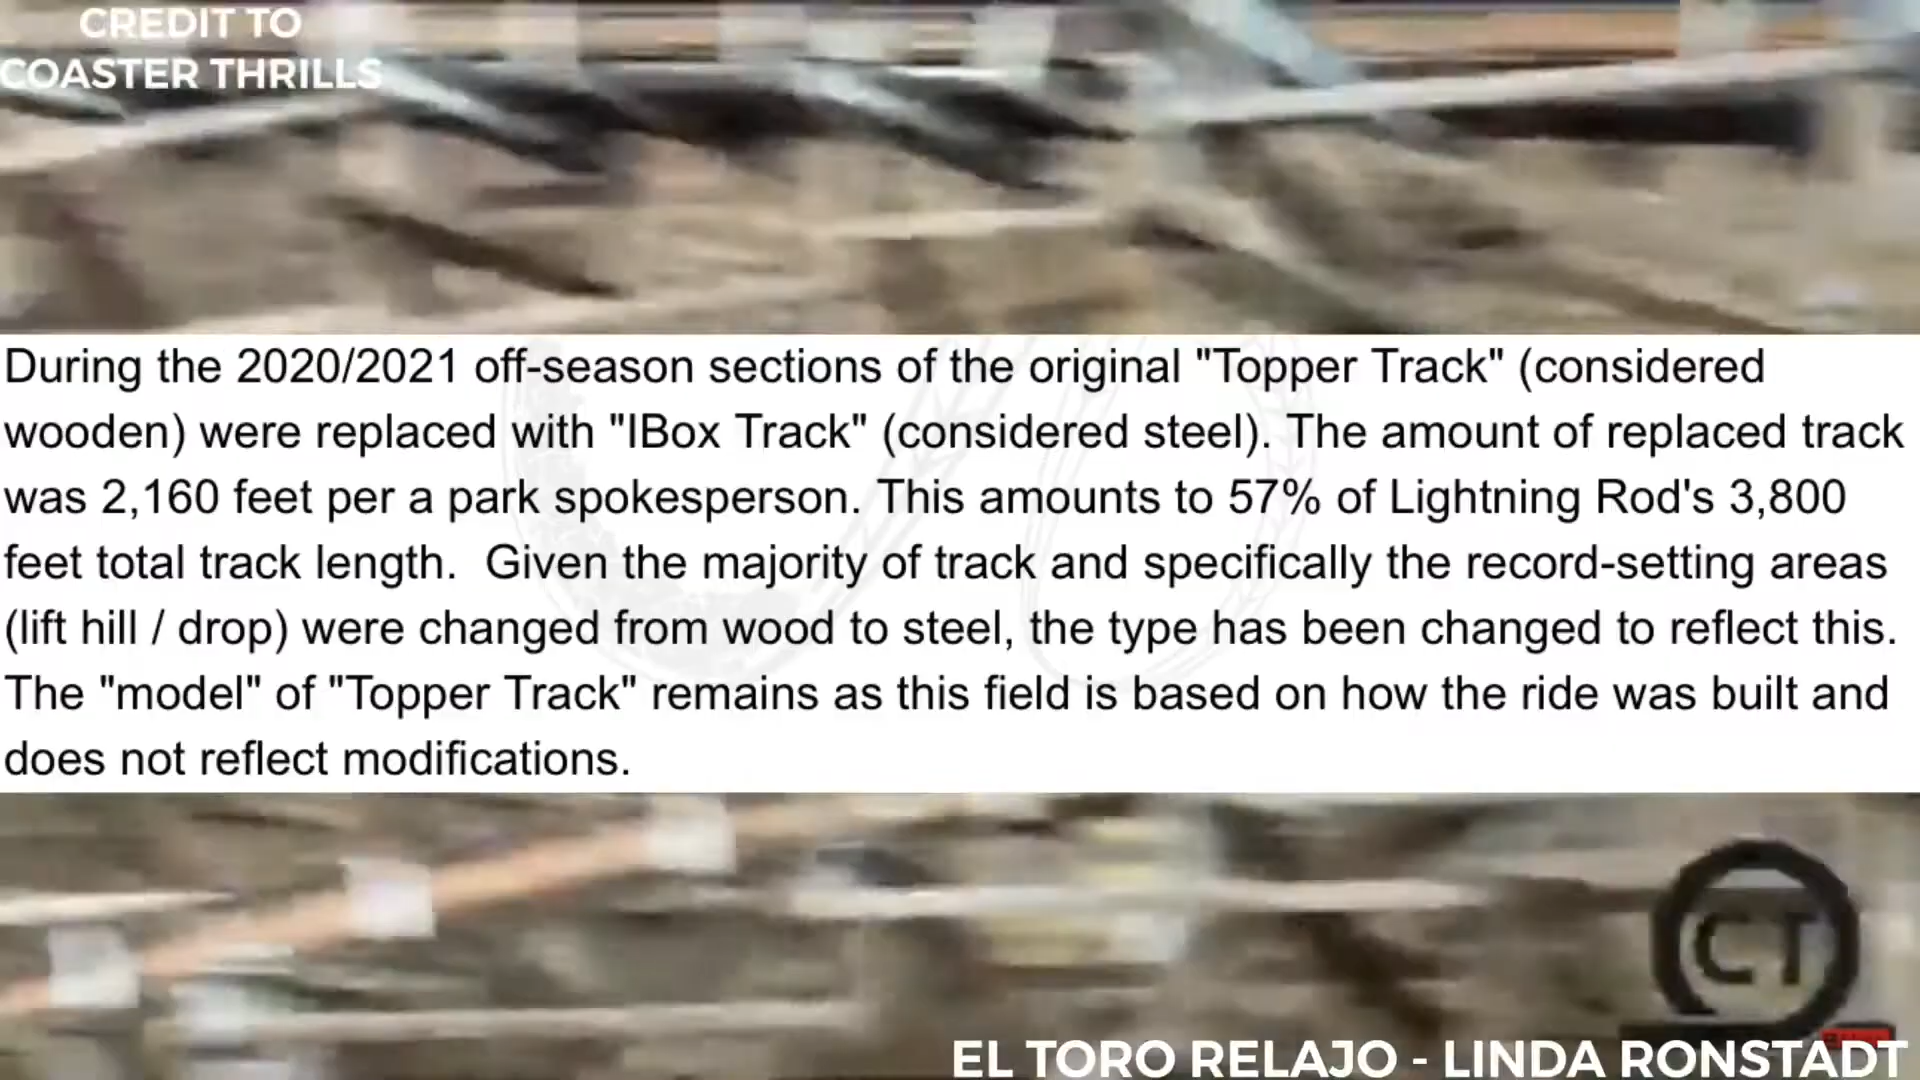 CREDIT TO
COASTER THRILLS
During the 2020/2021 off-season sections of the original "Topper Track" (considered
wooden) were replaced with "IBox Track" (considered steel). The amount of replaced track
was 2,160 feet per a park spokesperson. This amounts to 57% of Lightning Rod's 3,800
feet total track length.  Given the majority of track and specifically the record-setting areas
(lift hill / drop) were changed from wood to steel, the type has been changed to reflect this.
The "model" of "Topper Track" remains as this field is based on how the ride was built and
does not reflect modifications.
CT
EL TORO RELAJO - LINDA RONSTADT